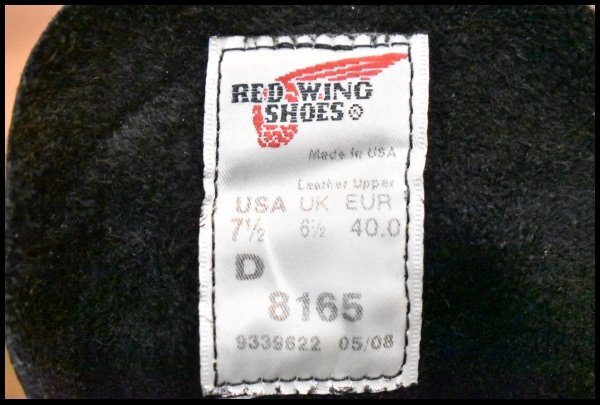 RED WING
SHOES®
Made in USA
Leather Upper
USA UK EUR
7½ 6½ 40.0
D
8165
9339622 05/08